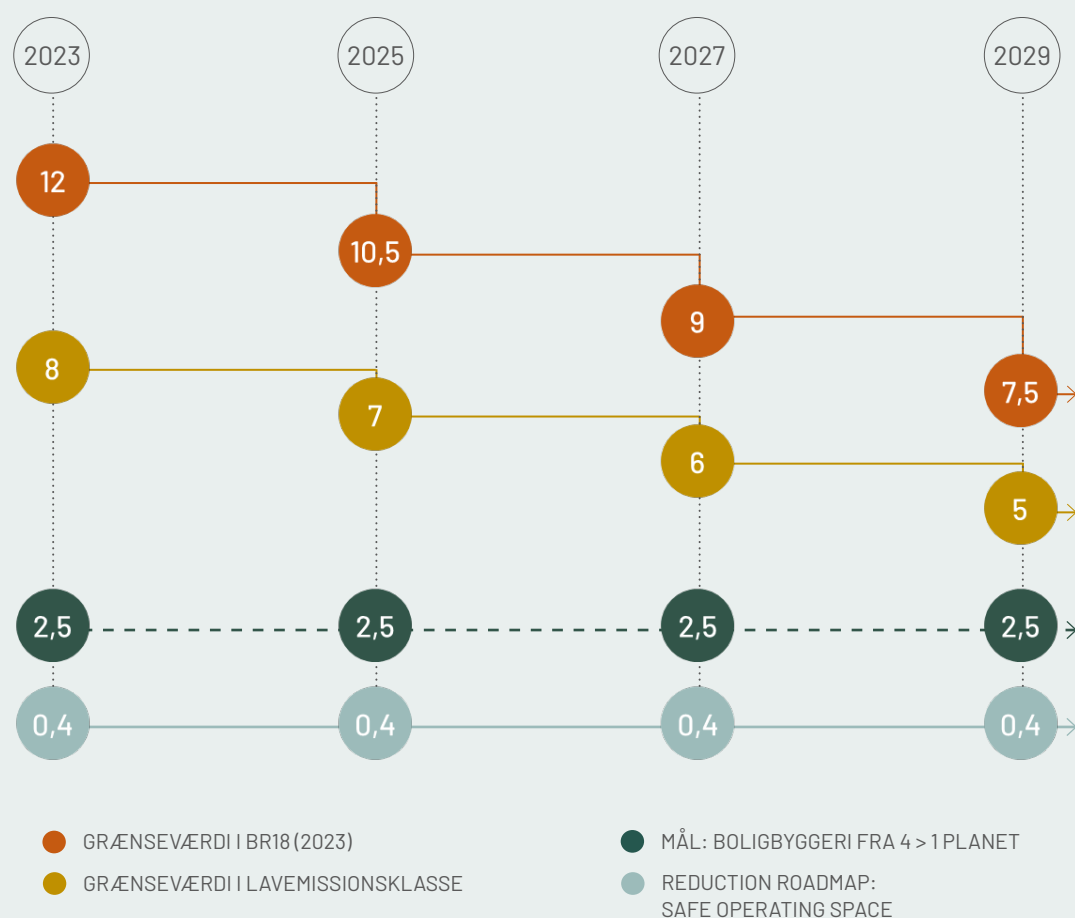 2023 2025 2027 2029
12
10,5
9
7,5
8
7
6
5
2,5 2,5 2,5 2,5
0,4 0,4 0,4 0,4
GRÆNSEVÆRDI I BR18 (2023)
GRÆNSEVÆRDI I LAVEMISSIONSKLASSE
MÅL: BOLIGBYGGERI FRA 4 > 1 PLANET
REDUCTION ROADMAP:
SAFE OPERATING SPACE